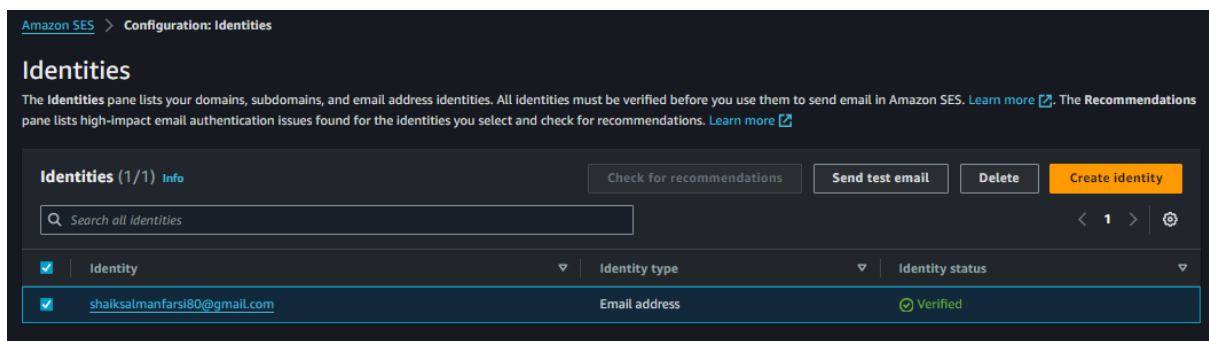 Amazon SES > Configuration: Identities
Identities
The Identities pane lists your domains, subdomains, and email address identities. All identities must be verified before you use them to send email in Amazon SES. Learn more. The Recommendations
pane lists high-impact email authentication issues found for the identities you select and check for recommendations. Learn more
Identities (1/1) Info Check for recommendations Send test email Delete Create identity
Search all identities < 1 >
Identity Identity type Identity status
shaiksalmanfarsi80@gmail.com Email address Verified